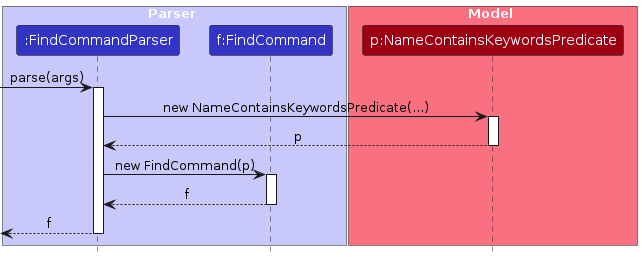 Parser
Model
:FindCommandParser
f:FindCommand
p:NameContainsKeywordsPredicate
parse(args)
new NameContainsKeywordsPredicate(...)
p
new FindCommand(p)
f
f